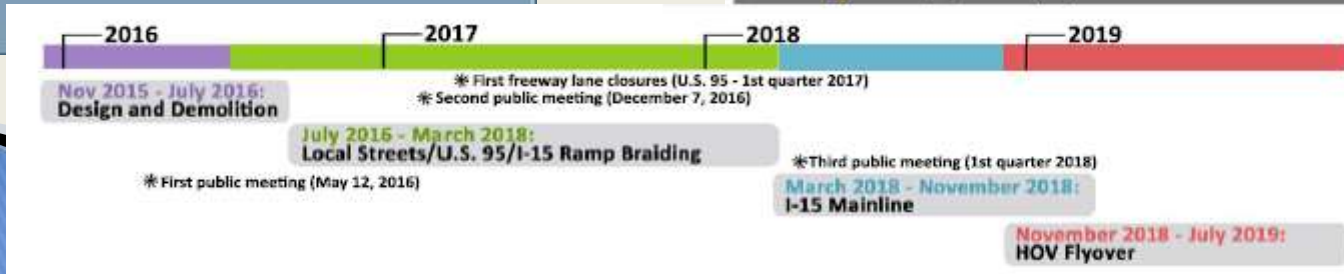 2016
2017
2018
2019
* First freeway lane closures (U.S. 95 - 1st quarter 2017)
* Second public meeting (December 7, 2016)
Nov 2015 - July 2016:
Design and Demolition
July 2016 - March 2018:
Local Streets/U.S. 95/I-15 Ramp Braiding
* Third public meeting (1st quarter 2018)
* First public meeting (May 12, 2016)
March 2018 - November 2018:
I-15 Mainline
November 2018 - July 2019:
HOV Flyover